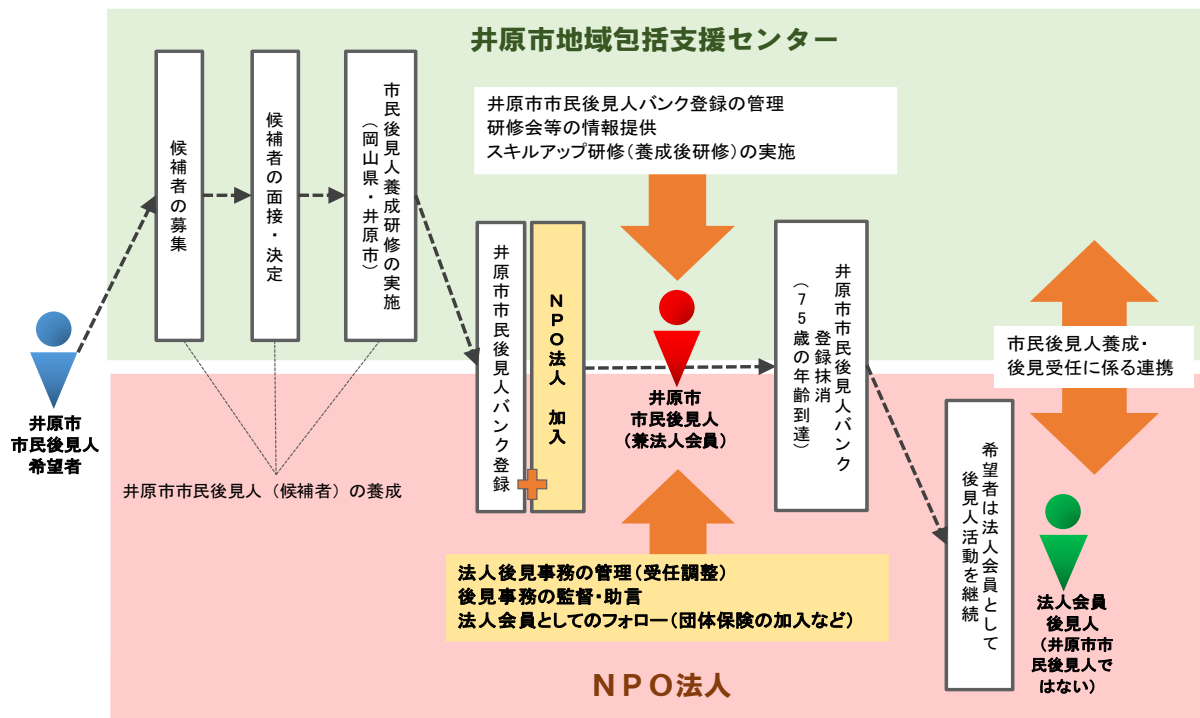 井原市地域包括支援センター
候補者の募集
候補者の面接・決定
市民後見人養成研修の実施
（岡山県・井原市）
井原市市民後見人バンク登録の管理
研修会等の情報提供
スキルアップ研修（養成後研修）の実施
井原市
市民後見人
希望者
井原市市民後見人（候補者）の養成
井原市市民後見人バンク登録
NPO法人　加入
井原市
市民後見人
（兼法人会員）
井原市市民後見人バンク
登録抹消
（75歳の年齢到達）
市民後見人養成・
後見受任に係る連携
法人後見事務の管理（受任調整）
後見事務の監督・助言
法人会員としてのフォロー（団体保険の加入など）
希望者は法人会員として
後見人活動を継続
法人会員
後見人
（井原市市
民後見人で
はない）
ＮＰＯ法人